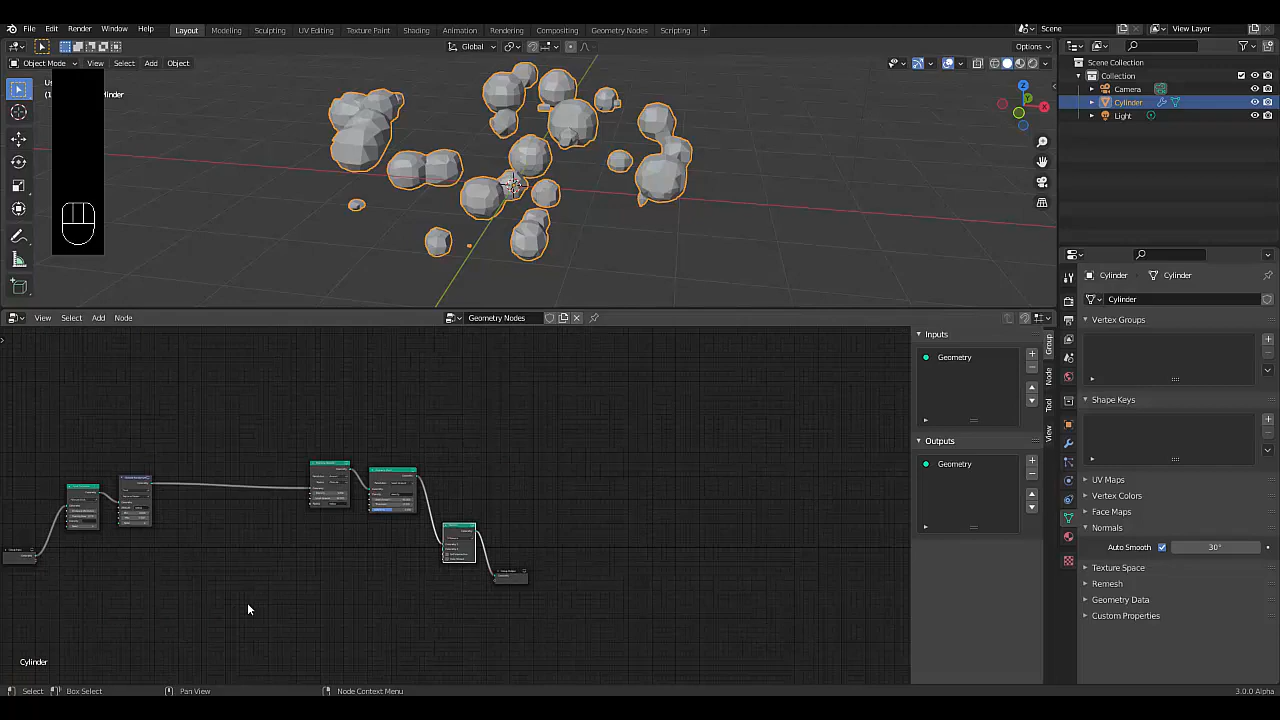 File Edit Render Window Help Layout Modeling Sculpting UV Editing Texture Paint Shading Animation Rendering Compositing Geometry Nodes Scripting Scene View Layer
Global Options
Object Mode View Select Add Object
Scene Collection
Collection
Camera
Cylinder
Light
Cylinder Cylinder
Cylinder
View Select Add Node Geometry Nodes
Vertex Groups
Inputs
Geometry
Shape Keys
Outputs
Geometry
UV Maps
Vertex Colors
Face Maps
Normals
Auto Smooth 30°
Texture Space
Remesh
Geometry Data
Custom Properties
Group
Node
Tool
View
Cylinder
Select Box Select Pan View Node Context Menu 3.0.0 Alpha